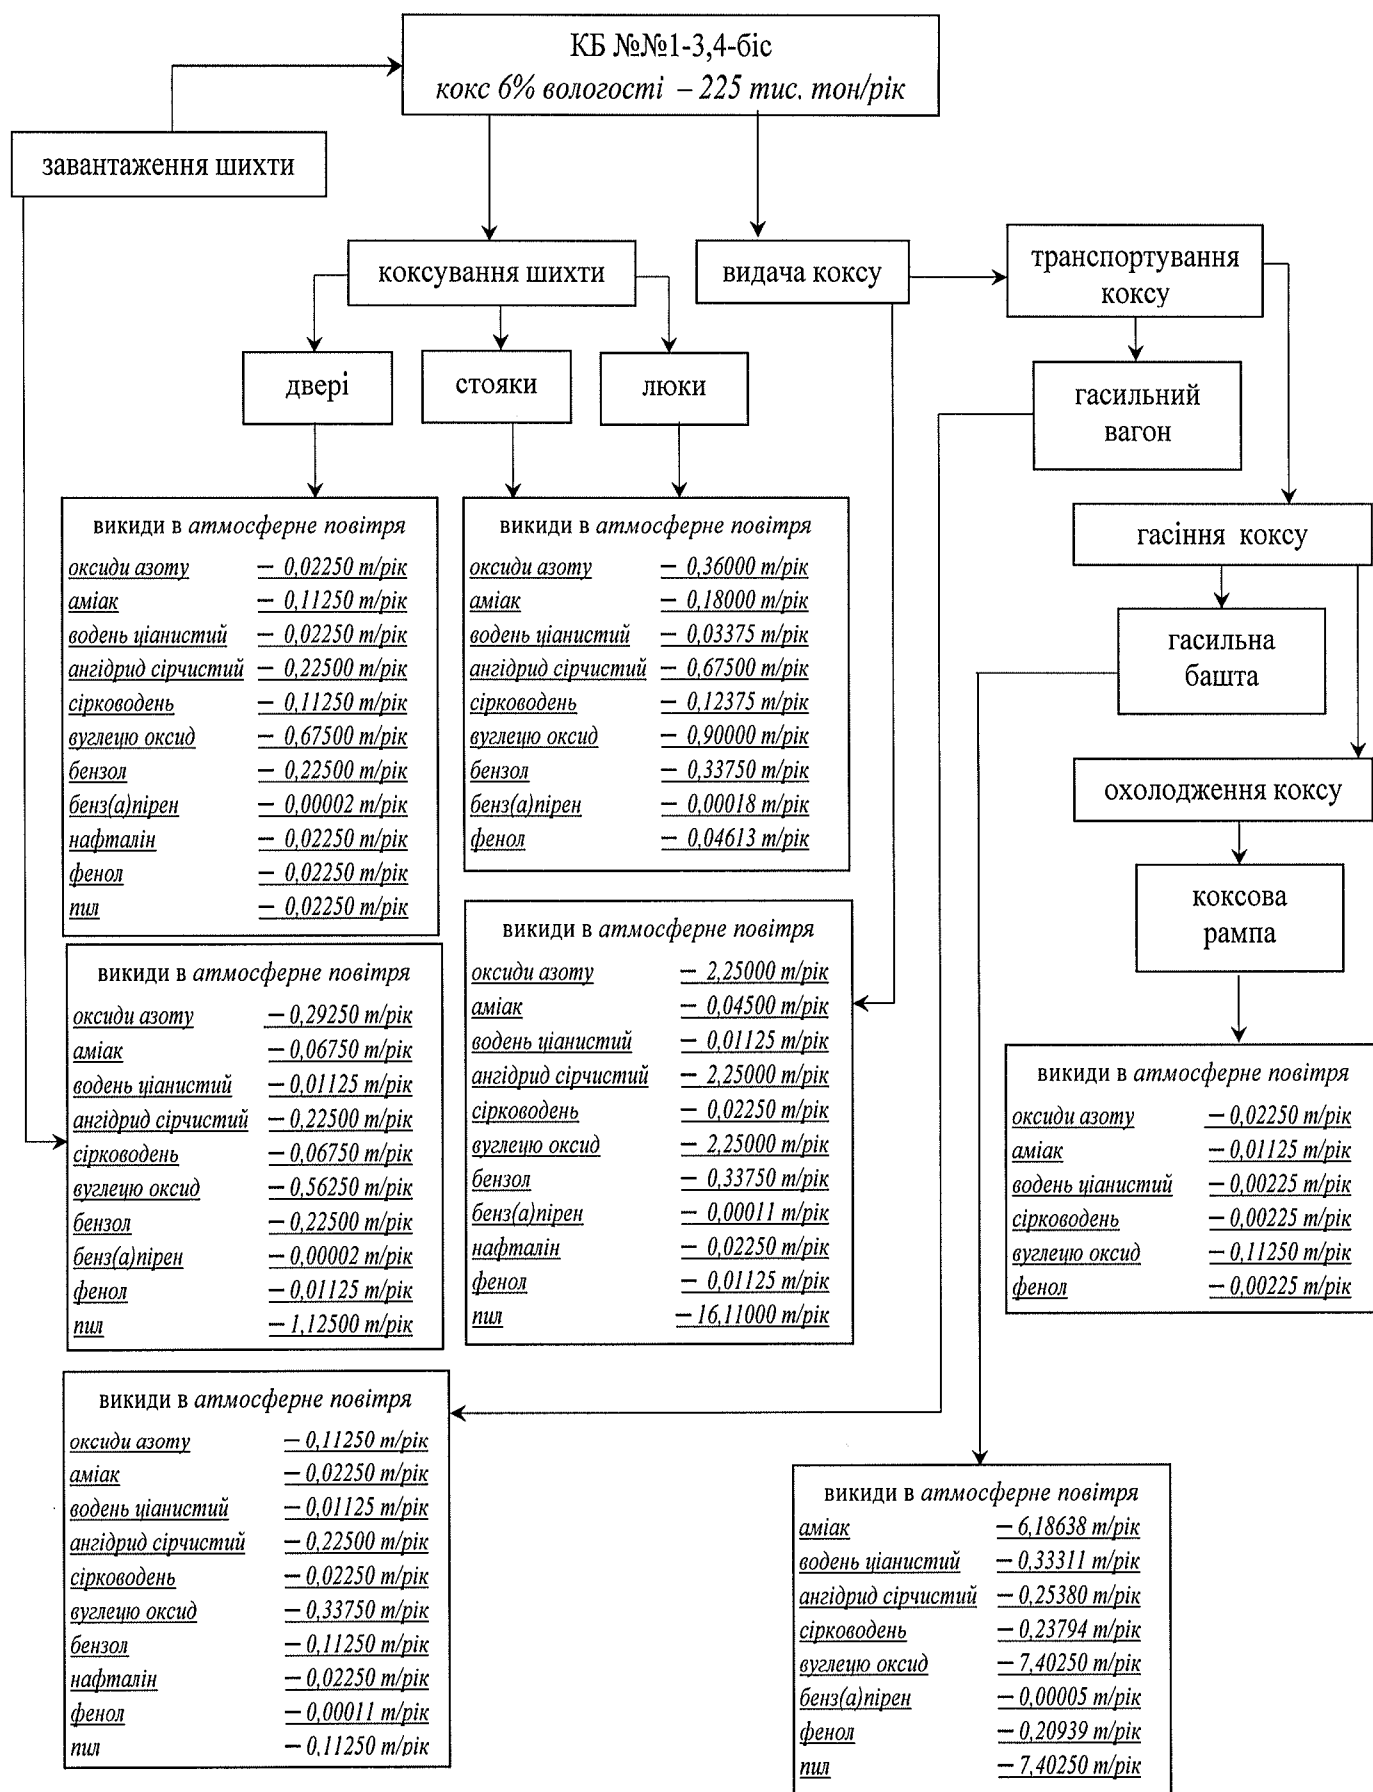 КБ №№1-3,4-біс
кокс 6% вологості – 225 тис. тон/рік
завантаження шихти
коксування шихти
видача коксу
транспортування
коксу
двері
стояки
люки
гасильний
вагон
гасіння коксу
гасильна
башта
охолодження коксу
коксова
рампа
викиди в атмосферне повітря
оксиди азоту – 0,02250 т/рік
аміак – 0,11250 т/рік
водень ціанистий – 0,02250 т/рік
ангідрид сірчистий – 0,22500 т/рік
сірководень – 0,11250 т/рік
вуглецю оксид – 0,67500 т/рік
бензол – 0,22500 т/рік
бенз(а)пірен – 0,00002 т/рік
нафталін – 0,02250 т/рік
фенол – 0,02250 т/рік
пил – 0,02250 т/рік
викиди в атмосферне повітря
оксиди азоту – 0,36000 т/рік
аміак – 0,18000 т/рік
водень ціанистий – 0,03375 т/рік
ангідрид сірчистий – 0,67500 т/рік
сірководень – 0,12375 т/рік
вуглецю оксид – 0,90000 т/рік
бензол – 0,33750 т/рік
бенз(а)пірен – 0,00018 т/рік
фенол – 0,04613 т/рік
викиди в атмосферне повітря
оксиди азоту – 0,29250 т/рік
аміак – 0,06750 т/рік
водень ціанистий – 0,01125 т/рік
ангідрид сірчистий – 0,22500 т/рік
сірководень – 0,06750 т/рік
вуглецю оксид – 0,56250 т/рік
бензол – 0,22500 т/рік
бенз(а)пірен – 0,00002 т/рік
фенол – 0,01125 т/рік
пил – 1,12500 т/рік
викиди в атмосферне повітря
оксиди азоту – 2,25000 т/рік
аміак – 0,04500 т/рік
водень ціанистий – 0,01125 т/рік
ангідрид сірчистий – 2,25000 т/рік
сірководень – 0,02250 т/рік
вуглецю оксид – 2,25000 т/рік
бензол – 0,33750 т/рік
бенз(а)пірен – 0,00011 т/рік
нафталін – 0,02250 т/рік
фенол – 0,01125 т/рік
пил – 16,11000 т/рік
викиди в атмосферне повітря
оксиди азоту – 0,02250 т/рік
аміак – 0,01125 т/рік
водень ціанистий – 0,00225 т/рік
сірководень – 0,00225 т/рік
вуглецю оксид – 0,11250 т/рік
фенол – 0,00225 т/рік
викиди в атмосферне повітря
оксиди азоту – 0,11250 т/рік
аміак – 0,02250 т/рік
водень ціанистий – 0,01125 т/рік
ангідрид сірчистий – 0,22500 т/рік
сірководень – 0,02250 т/рік
вуглецю оксид – 0,33750 т/рік
бензол – 0,11250 т/рік
нафталін – 0,02250 т/рік
фенол – 0,00011 т/рік
пил – 0,11250 т/рік
викиди в атмосферне повітря
аміак – 6,18638 т/рік
водень ціанистий – 0,33311 т/рік
ангідрид сірчистий – 0,25380 т/рік
сірководень – 0,23794 т/рік
вуглецю оксид – 7,40250 т/рік
бенз(а)пірен – 0,00005 т/рік
фенол – 0,20939 т/рік
пил – 7,40250 т/рік